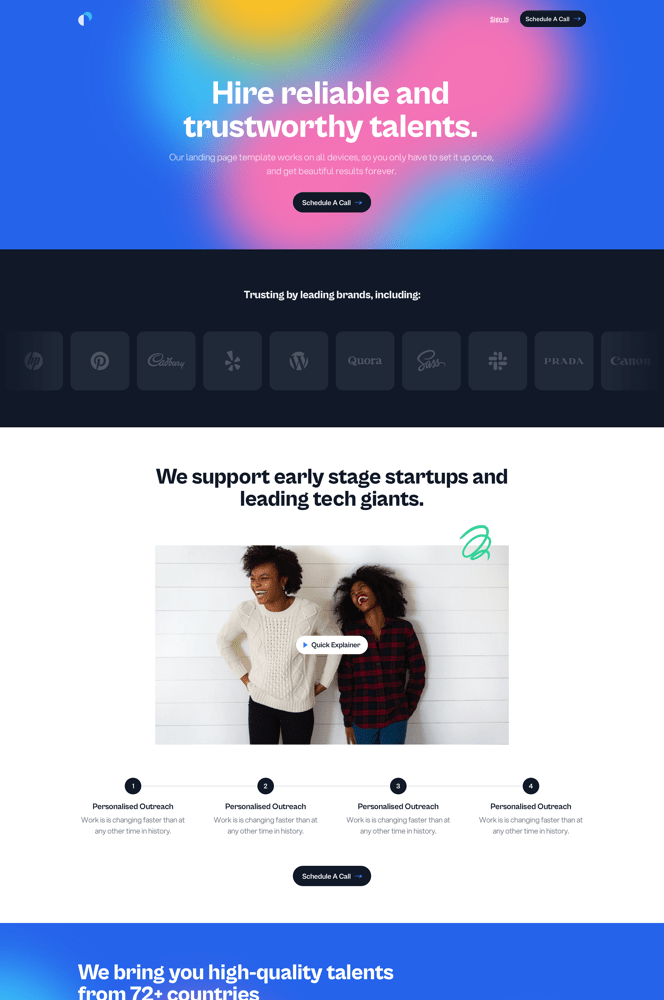 Sign In
Schedule A Call
Hire reliable and
trustworthy talents.
Our landing page template works on all devices, so you only have to set it up once,
and get beautiful results forever.
Schedule A Call
Trusting by leading brands, including:
hp
Cadbury
Quora
Sass
PRADA
Canon
We support early stage startups and
leading tech giants.
Quick Explainer
1
2
3
4
Personalised Outreach
Personalised Outreach
Personalised Outreach
Personalised Outreach
Work is is changing faster than at
any other time in history.
Work is is changing faster than at
any other time in history.
Work is is changing faster than at
any other time in history.
Work is is changing faster than at
any other time in history.
Schedule A Call
We bring you high-quality talents
from 72+ countries